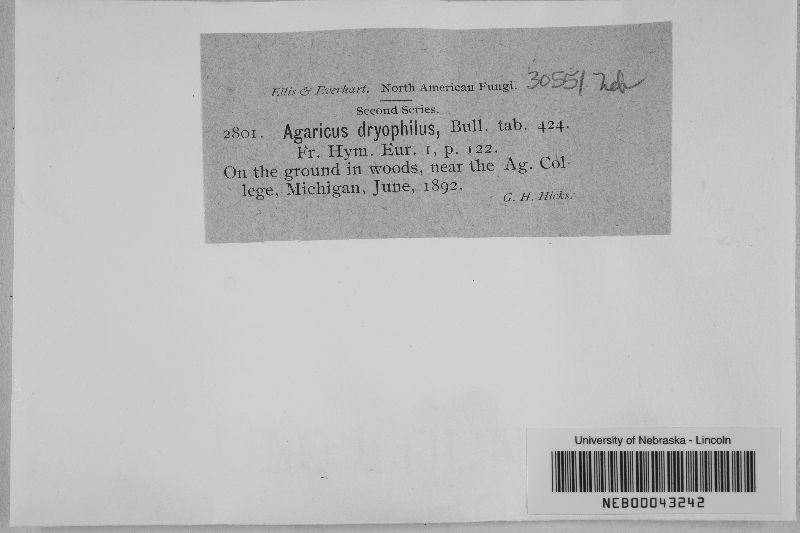 Ellis & Everhart. North American Fungi. 30551 Neb
Second Series.
2801. Agaricus dryophilus, Bull. tab. 424.
Fr. Hym. Eur. 1, p. 122.
On the ground in woods, near the Ag. Col-
lege, Michigan, June, 1892.
G. H. Hicks.
University of Nebraska - Lincoln
NEB00043242